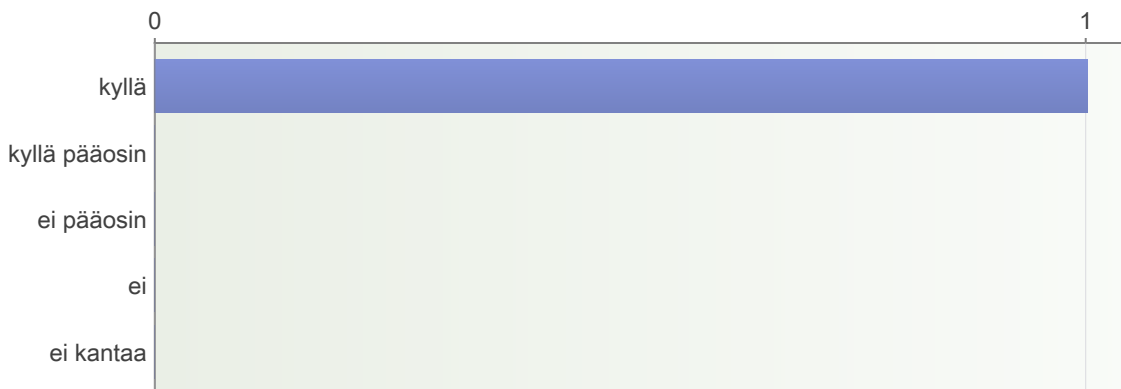 0 1
kyllä
kyllä pääosin
ei pääosin
ei
ei kantaa